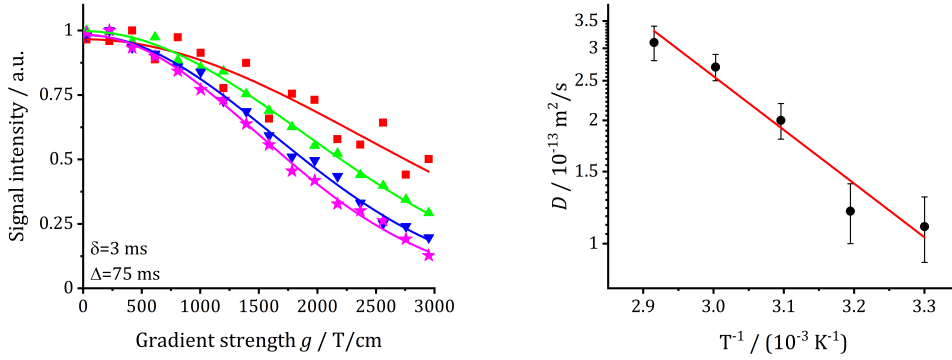 1
0.75
0.5
0.25
0
Signal intensity / a.u.
δ=3 ms
Δ=75 ms
0 500 1000 1500 2000 2500 3000
Gradient strength g / T/cm
3.5
3
2.5
2
1.5
1
D / 10⁻¹³ m²/s
2.9 3.0 3.1 3.2 3.3
T⁻¹ / (10⁻³ K⁻¹)